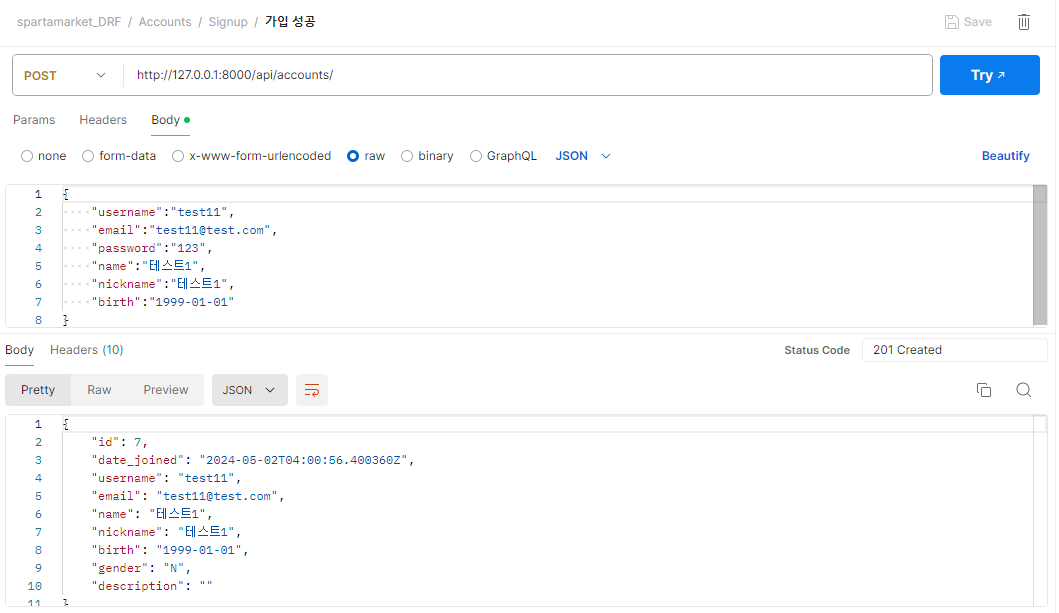 spartamarket_DRF / Accounts / Signup / 가입 성공
Save
POST
http://127.0.0.1:8000/api/accounts/
Try ↗
Params Headers Body
none form-data x-www-form-urlencoded raw binary GraphQL JSON Beautify
1 {
2 ····"username":"test11",
3 ····"email":"test11@test.com",
4 ····"password":"123",
5 ····"name":"테스트1",
6 ····"nickname":"테스트1",
7 ····"birth":"1999-01-01"
8 }
Body Headers (10) Status Code 201 Created
Pretty Raw Preview JSON
1 {
2 "id": 7,
3 "date_joined": "2024-05-02T04:00:56.400360Z",
4 "username": "test11",
5 "email": "test11@test.com",
6 "name": "테스트1",
7 "nickname": "테스트1",
8 "birth": "1999-01-01",
9 "gender": "N",
10 "description": ""
11 }